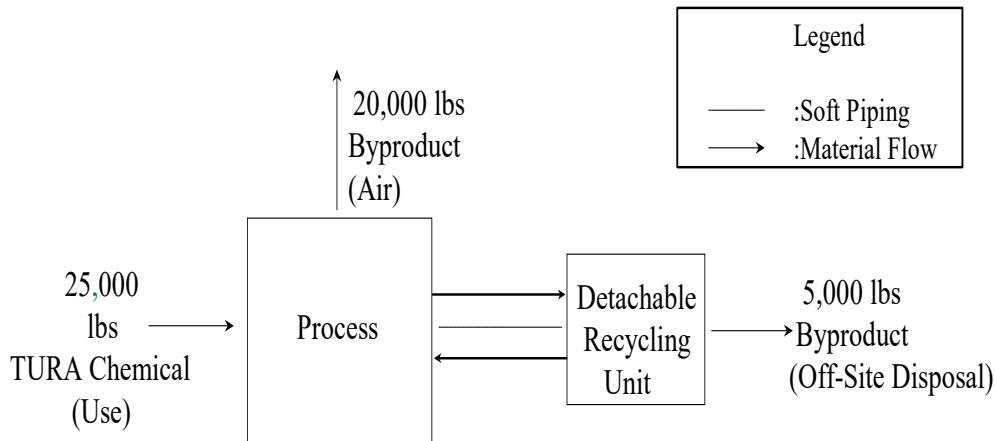 Legend
:Soft Piping
:Material Flow
20,000 lbs
Byproduct
(Air)
25,000
lbs
TURA Chemical
(Use)
Process
Detachable
Recycling
Unit
5,000 lbs
Byproduct
(Off-Site Disposal)